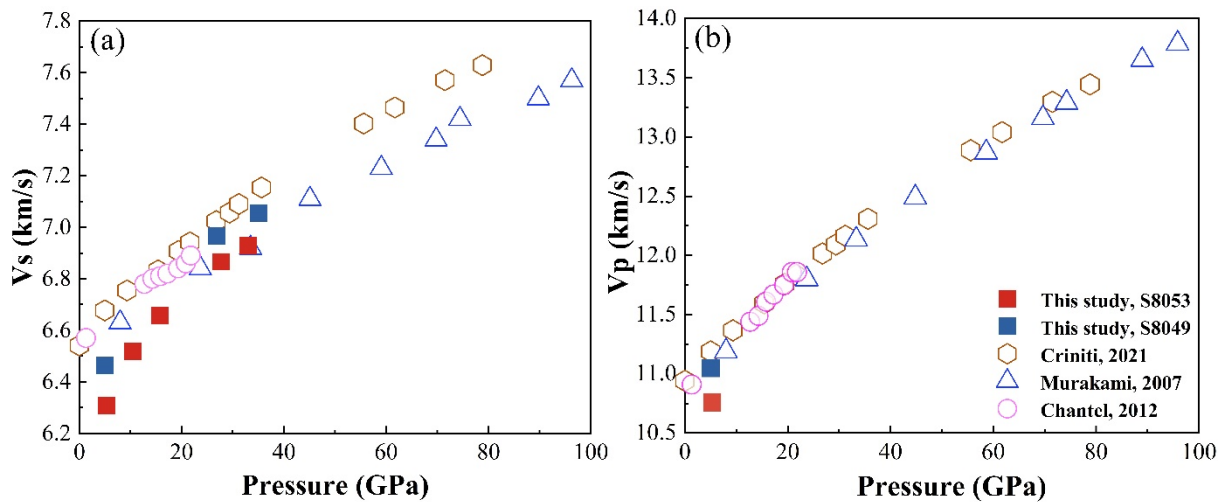 (a)
7.8
7.6
7.4
7.2
7.0
6.8
6.6
6.4
6.2
Vs (km/s)
0
20
40
60
80
100
Pressure (GPa)
(b)
14.0
13.5
13.0
12.5
12.0
11.5
11.0
10.5
Vp (km/s)
This study, S8053
This study, S8049
Criniti, 2021
Murakami, 2007
Chantel, 2012
0
20
40
60
80
100
Pressure (GPa)